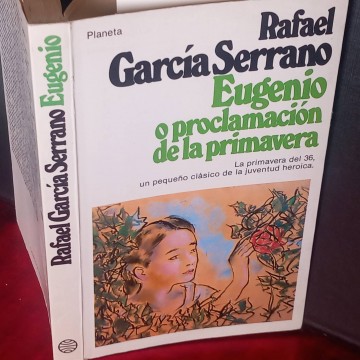 Planeta
Rafael
García Serrano
Eugenio
o proclamación
de la primavera
La primavera del 36,
un pequeño clásico de la juventud heroica.
Rafael García Serrano Eugenio